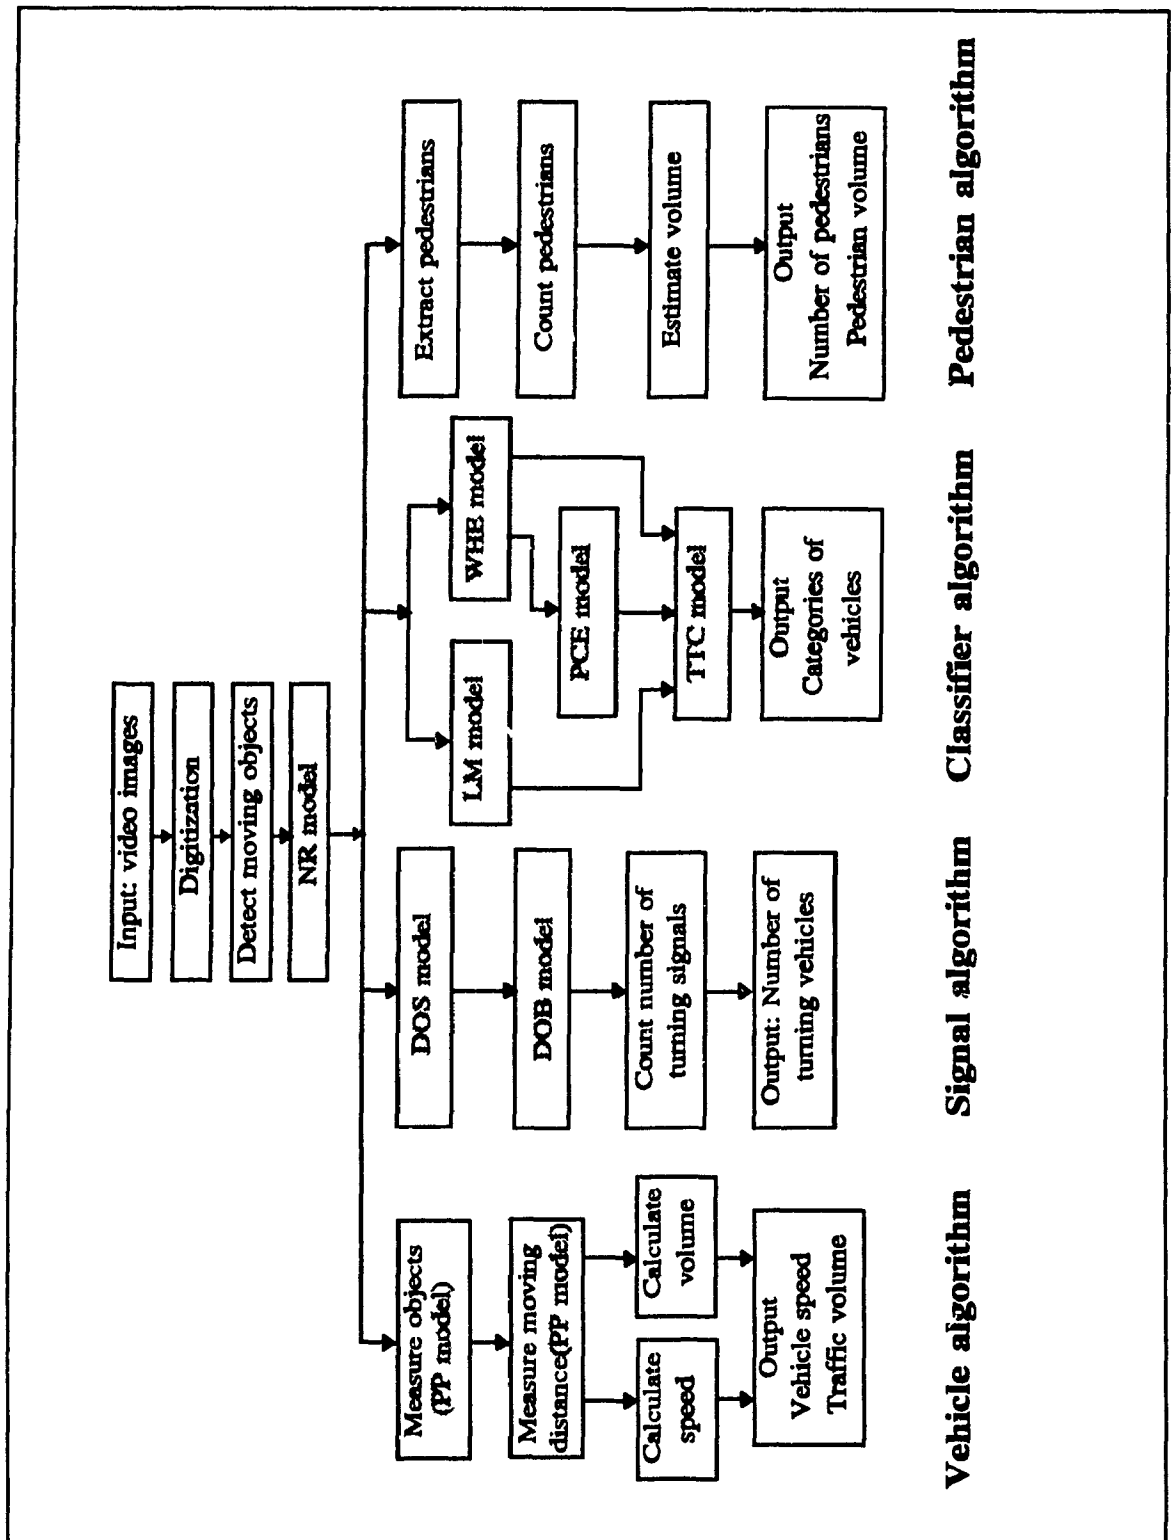 Input: video images
Digitization
Detect moving objects
NR model
Measure objects
(PP model)
Measure moving
distance(PP model)
Calculate
speed
Calculate
volume
Output
Vehicle speed
Traffic volume
Vehicle algorithm
DOS model
DOB model
Count number of
turning signals
Output: Number of
turning vehicles
Signal algorithm
LM model
WHE model
PCE model
TTC model
Output
Categories of
vehicles
Classifier algorithm
Extract pedestrians
Count pedestrians
Estimate volume
Output
Number of pedestrians
Pedestrian volume
Pedestrian algorithm